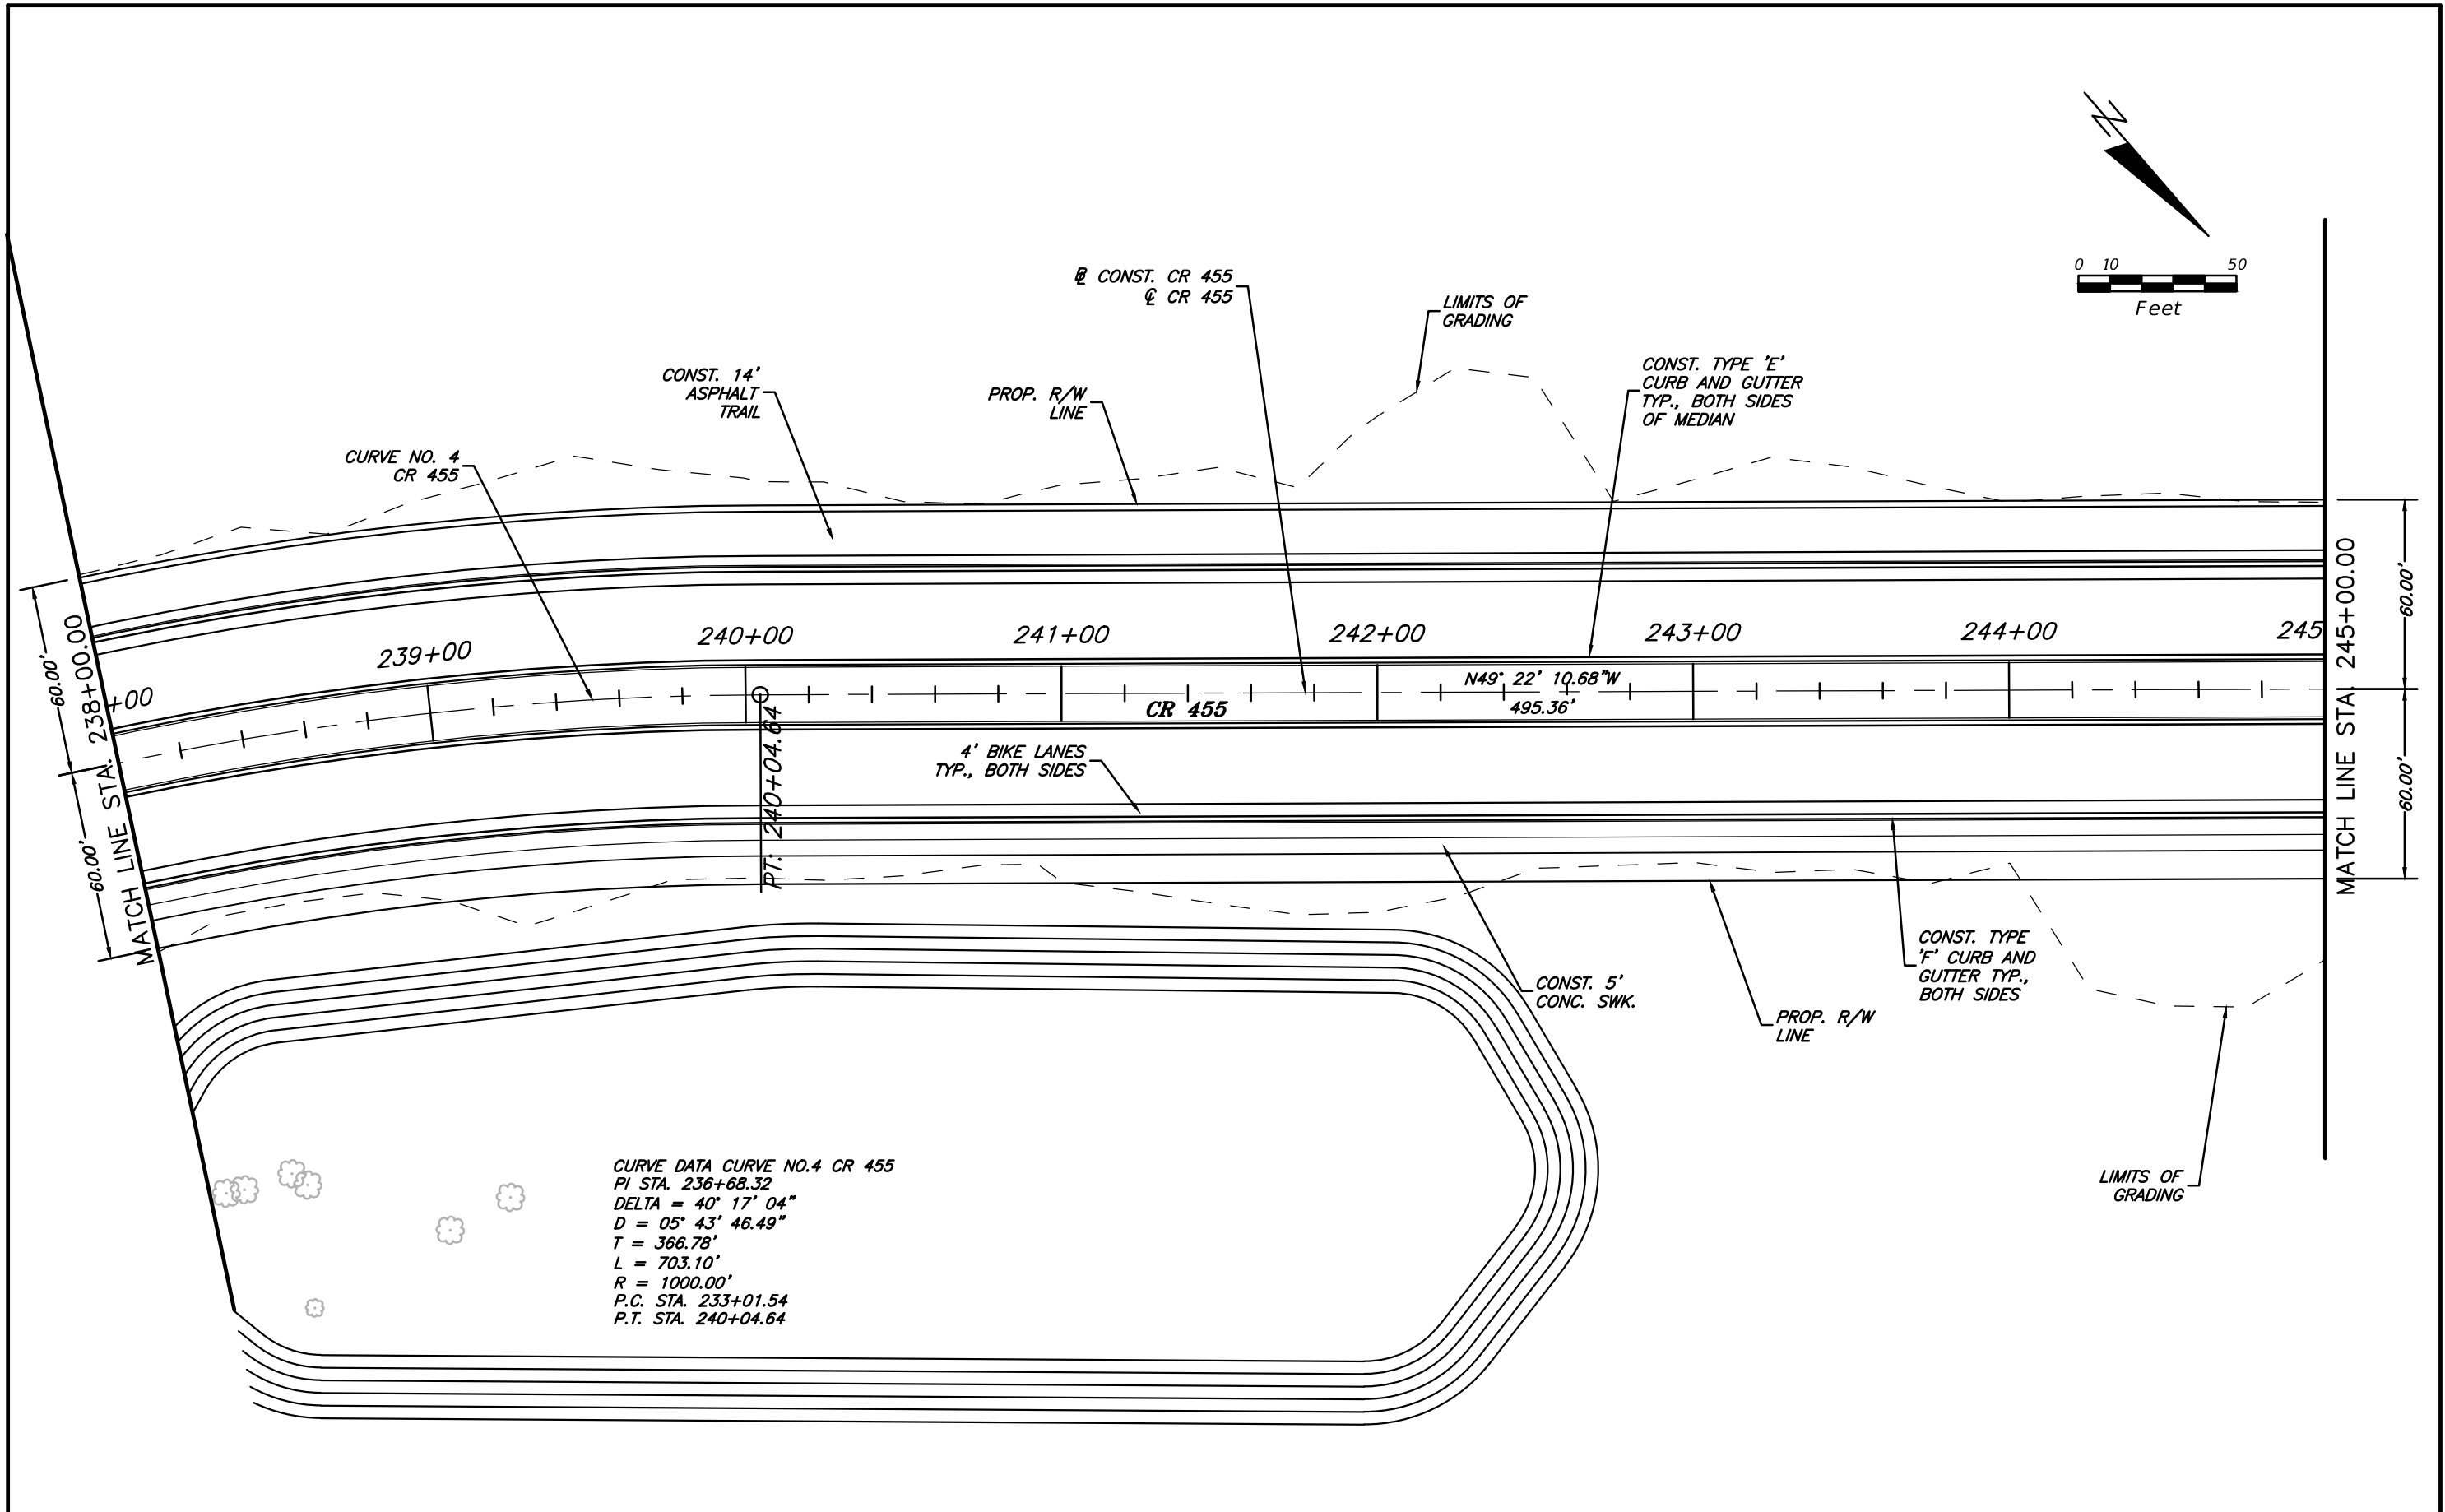 0 10 50
Feet
℄ CONST. CR 455
℄ CR 455
LIMITS OF
GRADING
CONST. TYPE 'E'
CURB AND GUTTER
TYP., BOTH SIDES
OF MEDIAN
CONST. 14'
ASPHALT
TRAIL
PROP. R/W
LINE
CURVE NO. 4
CR 455
239+00
240+00
241+00
242+00
243+00
244+00
245
+00
60.00'
60.00'
MATCH LINE STA. 238+00.00
N49° 22' 10.68"W
495.36'
CR 455
PT: 240+04.64
4' BIKE LANES
TYP., BOTH SIDES
60.00'
60.00'
MATCH LINE STA. 245+00.00
CONST. 5'
CONC. SWK.
PROP. R/W
LINE
CONST. TYPE
'F' CURB AND
GUTTER TYP.,
BOTH SIDES
LIMITS OF
GRADING
CURVE DATA CURVE NO.4 CR 455
PI STA. 236+68.32
DELTA = 40° 17' 04"
D = 05° 43' 46.49"
T = 366.78'
L = 703.10'
R = 1000.00'
P.C. STA. 233+01.54
P.T. STA. 240+04.64